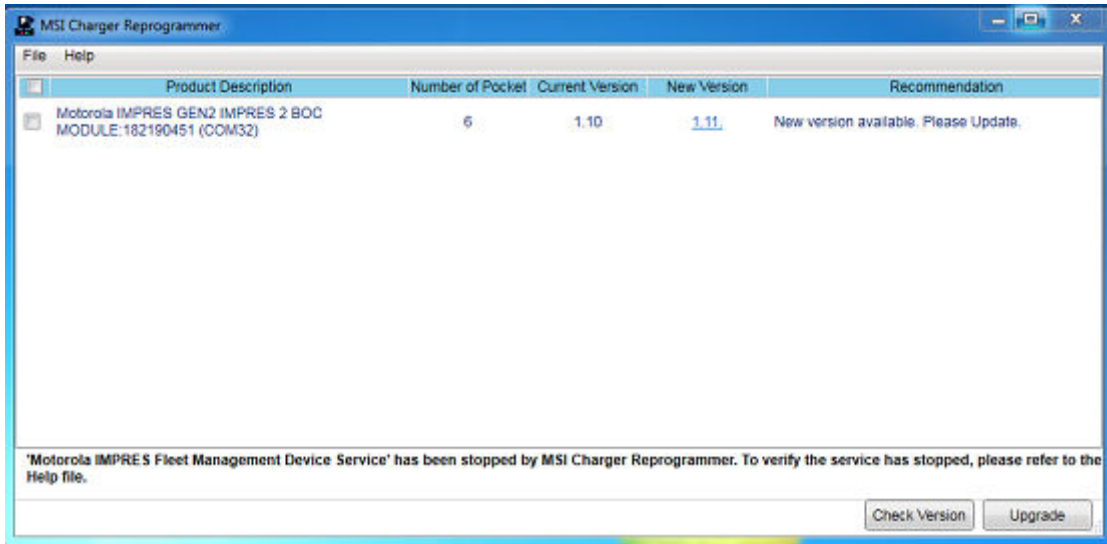 MSI Charger Reprogrammer
File Help
Product Description Number of Pocket Current Version New Version Recommendation
Motorola IMPRES GEN2 IMPRES 2 BOC
MODULE:182190451 (COM32) 6 1.10 1.11. New version available. Please Update.
'Motorola IMPRES Fleet Management Device Service' has been stopped by MSI Charger Reprogrammer. To verify the service has stopped, please refer to the
Help file.
Check Version Upgrade